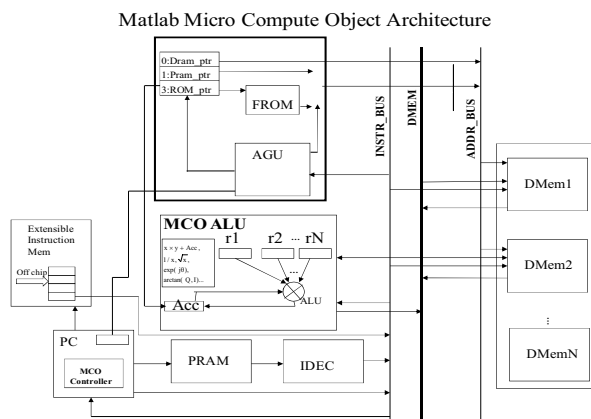 Matlab Micro Compute Object Architecture
0:Dram_ptr
1:Pram_ptr
3:ROM_ptr
FROM
AGU
INSTR_BUS
DMEM
ADDR_BUS
DMem1
DMem2
⋮
DMemN
Extensible
Instruction
Mem
Off chip
MCO ALU
x × y + Acc,
1/ x, √x,
exp( jθ),
arctan( Q, I)...
r1 r2 ... rN
...
ALU
Acc
PC
MCO
Controller
PRAM
IDEC